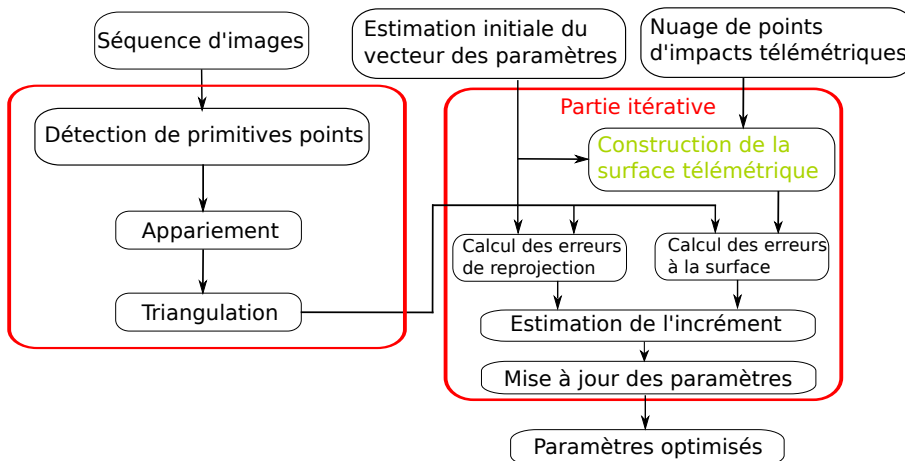 Séquence d'images
Estimation initiale du
vecteur des paramètres
Nuage de points
d'impacts télémétriques
Partie itérative
Détection de primitives points
Construction de la
surface télémétrique
Appariement
Calcul des erreurs
de reprojection
Calcul des erreurs
à la surface
Triangulation
Estimation de l'incrément
Mise à jour des paramètres
Paramètres optimisés